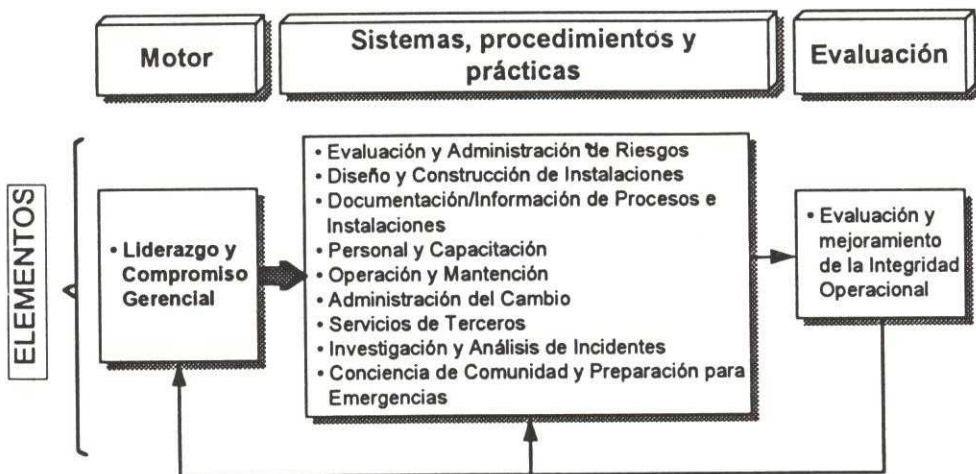 Motor
Sistemas, procedimientos y
prácticas
Evaluación
ELEMENTOS
• Liderazgo y
Compromiso
Gerencial
• Evaluación y Administración de Riesgos
• Diseño y Construcción de Instalaciones
• Documentación/Información de Procesos e
Instalaciones
• Personal y Capacitación
• Operación y Mantención
• Administración del Cambio
• Servicios de Terceros
• Investigación y Análisis de Incidentes
• Conciencia de Comunidad y Preparación para
Emergencias
• Evaluación y
mejoramiento
de la Integridad
Operacional